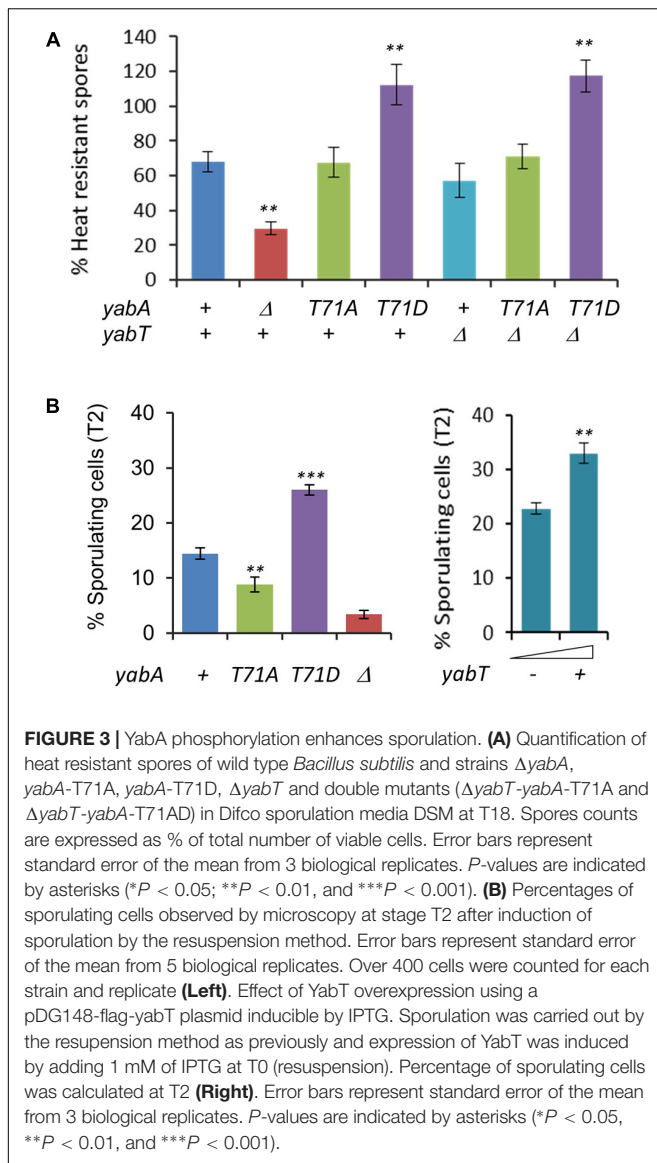 A
% Heat resistant spores
140
120
100
80
60
40
20
0
** ** **
yabA + Δ T71A T71D + T71A T71D
yabT + + + + Δ Δ Δ
B
% Sporulating cells (T2)
40
30
20
10
0
** ***
yabA + T71A T71D Δ
% Sporulating cells (T2)
40
30
20
10
0
**
yabT - +
FIGURE 3 | YabA phosphorylation enhances sporulation. (A) Quantification of
heat resistant spores of wild type Bacillus subtilis and strains ΔyabA,
yabA-T71A, yabA-T71D, ΔyabT and double mutants (ΔyabT-yabA-T71A and
ΔyabT-yabA-T71AD) in Difco sporulation media DSM at T18. Spores counts
are expressed as % of total number of viable cells. Error bars represent
standard error of the mean from 3 biological replicates. P-values are indicated
by asterisks (*P < 0.05; **P < 0.01, and ***P < 0.001). (B) Percentages of
sporulating cells observed by microscopy at stage T2 after induction of
sporulation by the resuspension method. Error bars represent standard error
of the mean from 5 biological replicates. Over 400 cells were counted for each
strain and replicate (Left). Effect of YabT overexpression using a
pDG148-flag-yabT plasmid inducible by IPTG. Sporulation was carried out by
the resupension method as previously and expression of YabT was induced
by adding 1 mM of IPTG at T0 (resuspension). Percentage of sporulating cells
was calculated at T2 (Right). Error bars represent standard error of the mean
from 3 biological replicates. P-values are indicated by asterisks (*P < 0.05,
**P < 0.01, and ***P < 0.001).